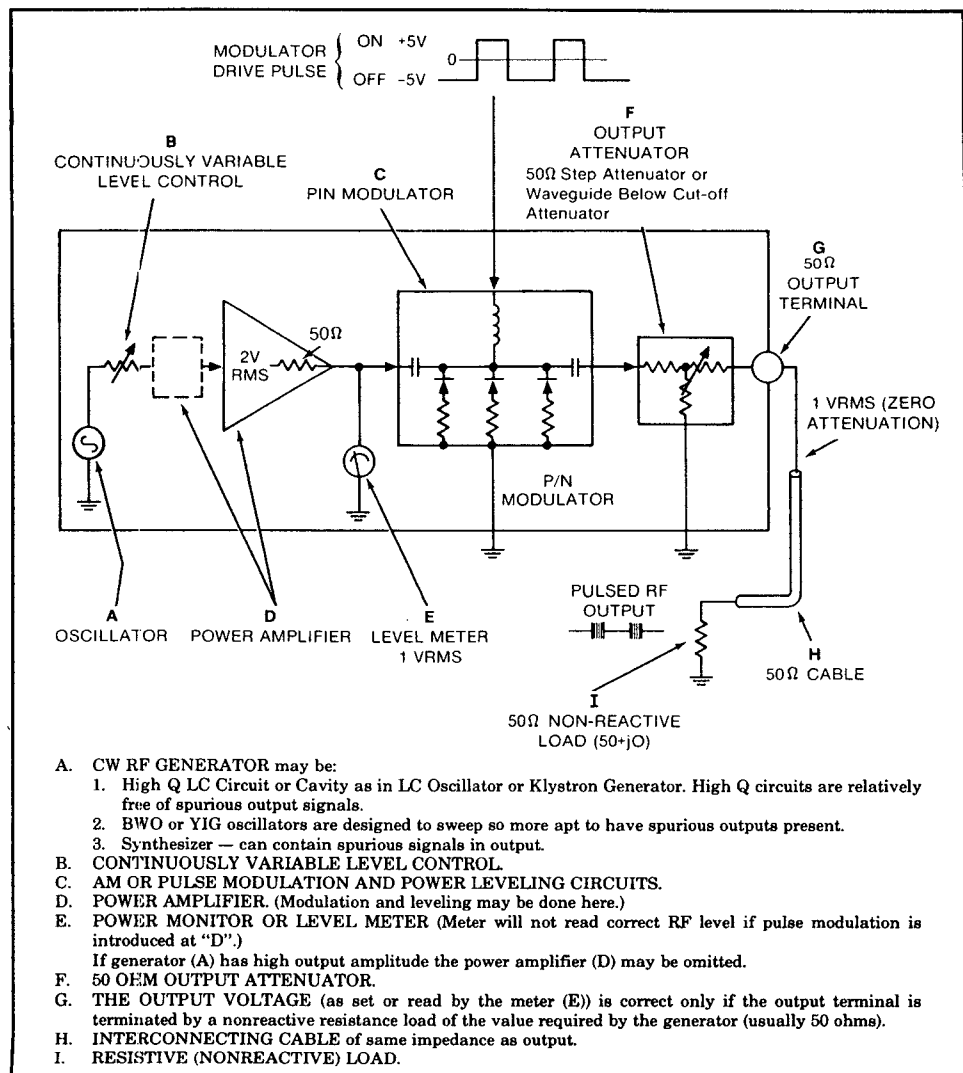 MODULATOR DRIVE PULSE { ON +5V
OFF -5V
0
B
CONTINUOUSLY VARIABLE
LEVEL CONTROL
C
PIN MODULATOR
F
OUTPUT
ATTENUATOR
50Ω Step Attenuator or
Waveguide Below Cut-off
Attenuator
G
50Ω
OUTPUT
TERMINAL
2V
RMS
50Ω
1 VRMS (ZERO
ATTENUATION)
P/N
MODULATOR
A
OSCILLATOR
D
POWER AMPLIFIER
E
LEVEL METER
1 VRMS
PULSED RF
OUTPUT
H
50Ω CABLE
I
50Ω NON-REACTIVE
LOAD (50+jO)
A. CW RF GENERATOR may be:
1. High Q LC Circuit or Cavity as in LC Oscillator or Klystron Generator. High Q circuits are relatively
free of spurious output signals.
2. BWO or YIG oscillators are designed to sweep so more apt to have spurious outputs present.
3. Synthesizer — can contain spurious signals in output.
B. CONTINUOUSLY VARIABLE LEVEL CONTROL.
C. AM OR PULSE MODULATION AND POWER LEVELING CIRCUITS.
D. POWER AMPLIFIER. (Modulation and leveling may be done here.)
E. POWER MONITOR OR LEVEL METER (Meter will not read correct RF level if pulse modulation is
introduced at “D”.)
If generator (A) has high output amplitude the power amplifier (D) may be omitted.
F. 50 OHM OUTPUT ATTENUATOR.
G. THE OUTPUT VOLTAGE (as set or read by the meter (E)) is correct only if the output terminal is
terminated by a nonreactive resistance load of the value required by the generator (usually 50 ohms).
H. INTERCONNECTING CABLE of same impedance as output.
I. RESISTIVE (NONREACTIVE) LOAD.